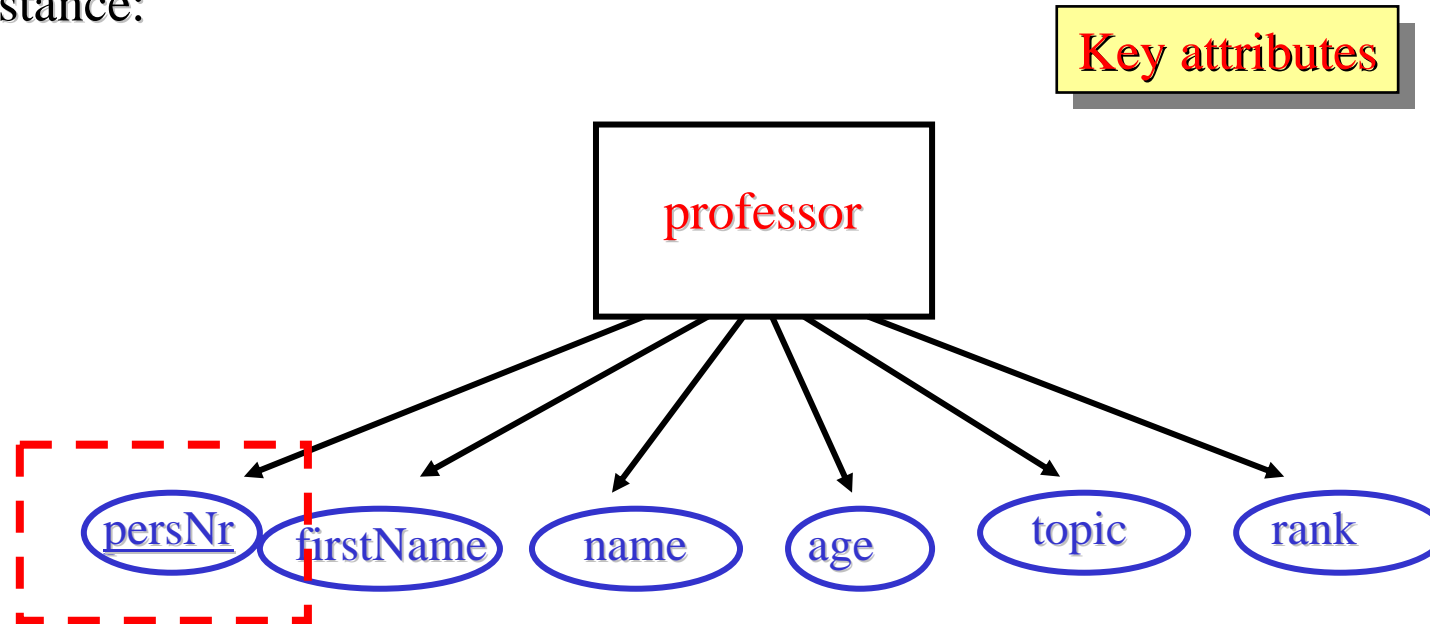 stance:
Key attributes
professor
persNr
firstName
name
age
topic
rank